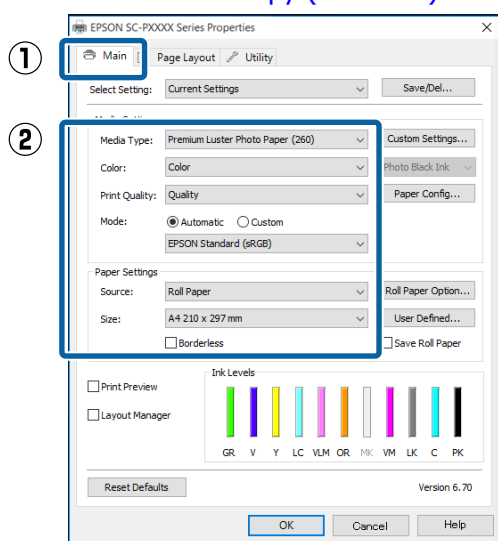 EPSON SC-PXXXX Series Properties
① Main Page Layout Utility
Select Setting: Current Settings Save/Del...
②
Media Type: Premium Luster Photo Paper (260) Custom Settings...
Color: Color Photo Black Ink
Print Quality: Quality Paper Config...
Mode: Automatic Custom
EPSON Standard (sRGB)
Paper Settings
Source: Roll Paper Roll Paper Option...
Size: A4 210 x 297 mm User Defined...
Borderless Save Roll Paper
Ink Levels
Print Preview
Layout Manager
GR V Y LC VLM OR MK VM LK C PK
Reset Defaults Version 6.70
OK Cancel Help